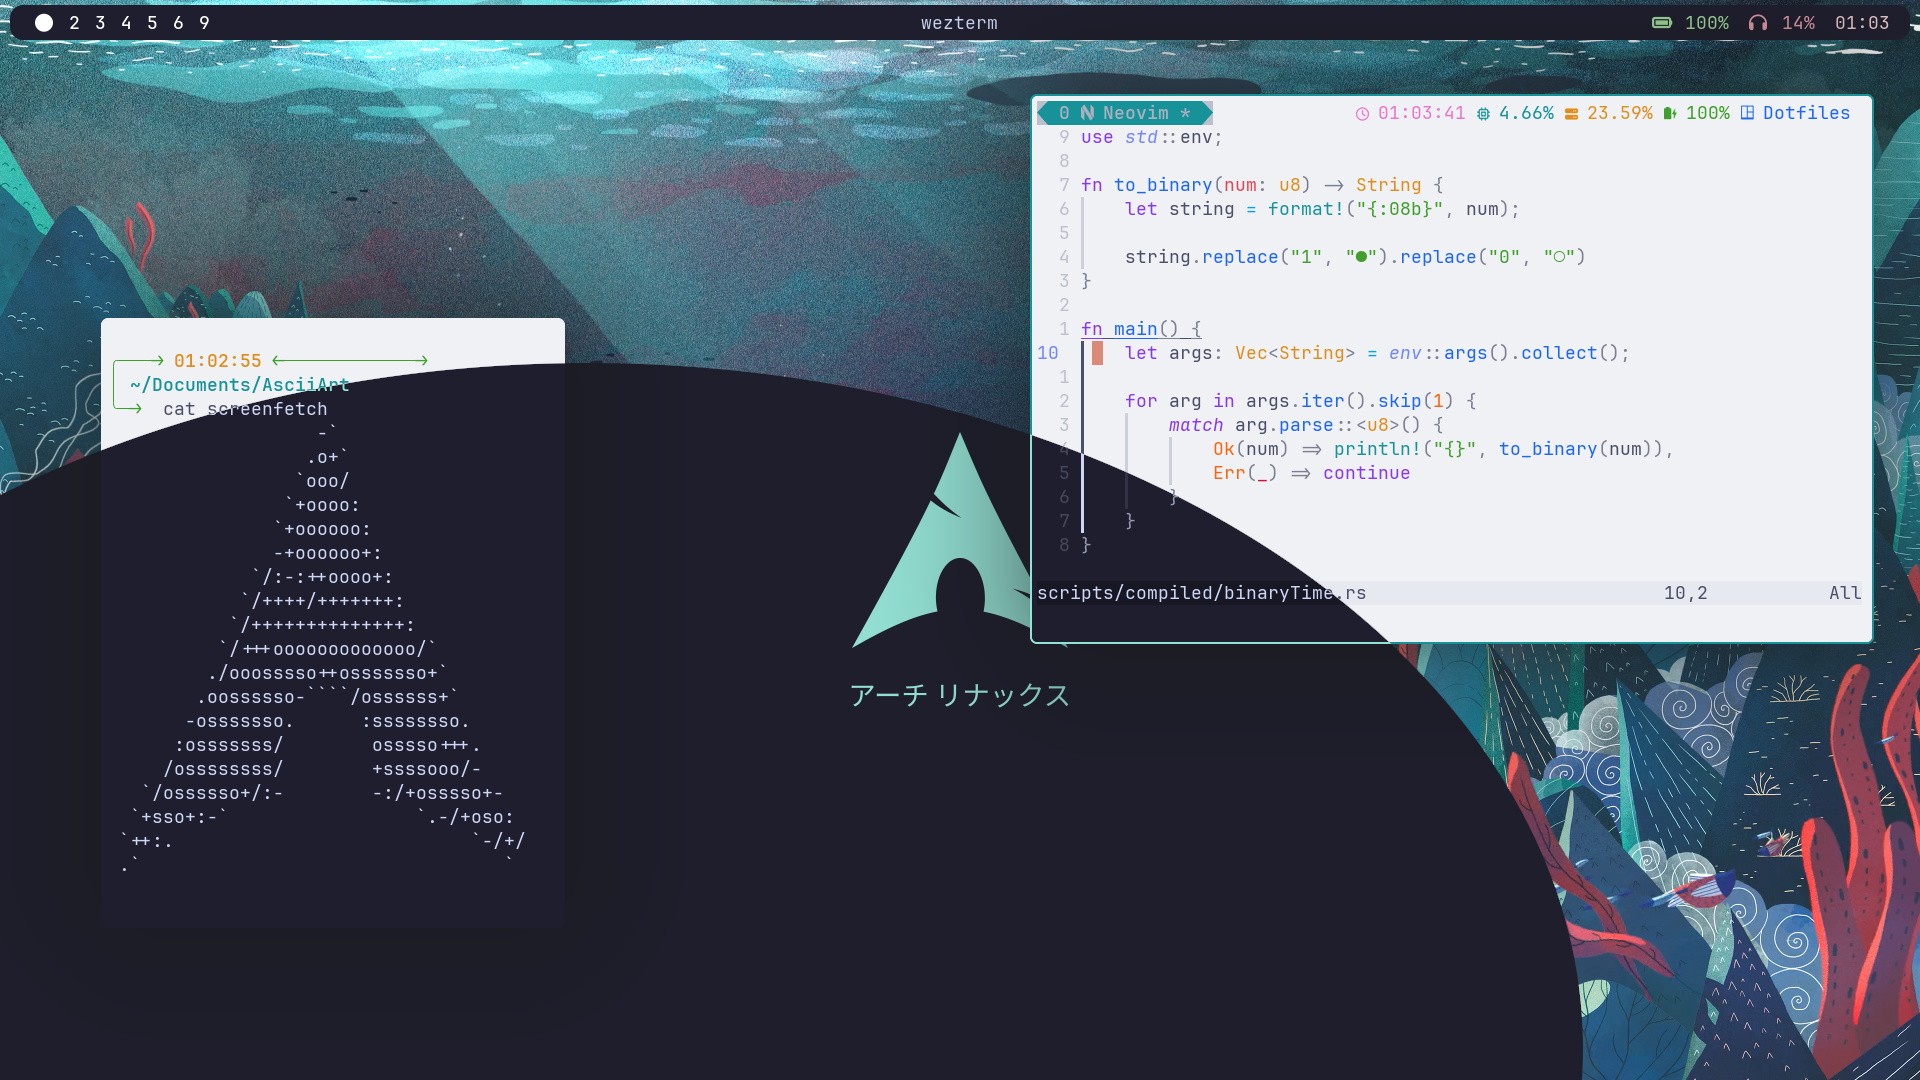 2 3 4 5 6 9
wezterm
100% 14% 01:03
01:02:55
~/Documents/AsciiArt
cat screenfetch
-`
.o+`
`ooo/
`+oooo:
`+oooooo:
-+oooooo+:
`/:-:++oooo+:
`/++++/+++++++:
`/++++++++++++++:
`/+++ooooooooooooo/`
./ooosssso++osssssso+`
.oossssso-````/ossssss+`
-osssssso. :ssssssso.
:osssssss/ osssso+++.
/ossssssss/ +ssssooo/-
`/ossssso+/:- -:/+osssso+-
`+sso+:-` `.-/+oso:
`++:. `-/+/
.` `
アーチ リナックス
0 Neovim * 01:03:41 4.66% 23.59% 100% Dotfiles
9 use std::env;
8
7 fn to_binary(num: u8) -> String {
6 let string = format!("{:08b}", num);
5
4 string.replace("1", "●").replace("0", "○")
3 }
2
1 fn main() {
10 let args: Vec<String> = env::args().collect();
1
2 for arg in args.iter().skip(1) {
3 match arg.parse::<u8>() {
4 Ok(num) => println!("{}", to_binary(num)),
5 Err(_) => continue
6 }
7 }
8 }
scripts/compiled/binaryTime.rs 10,2 All